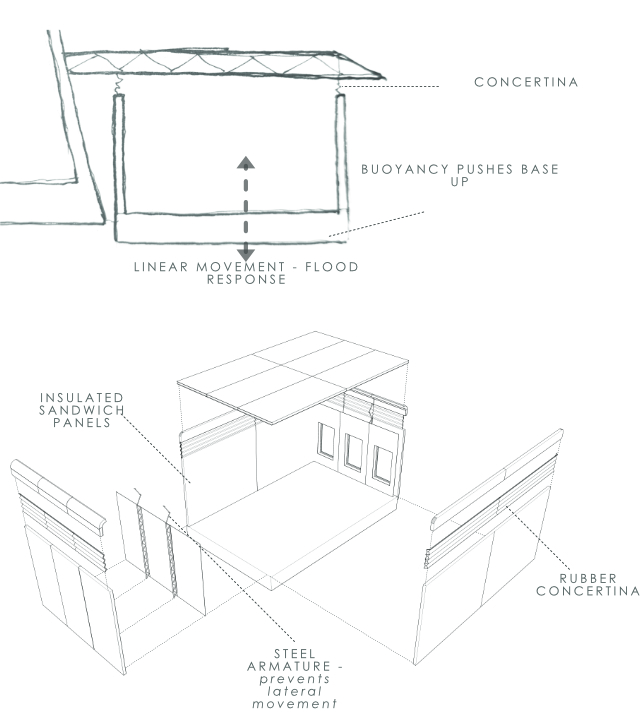 CONCERTINA
BUOYANCY PUSHES BASE
UP
LINEAR MOVEMENT - FLOOD
RESPONSE
INSULATED
SANDWICH
PANELS
RUBBER
CONCERTINA
STEEL
ARMATURE -
prevents
lateral
movement